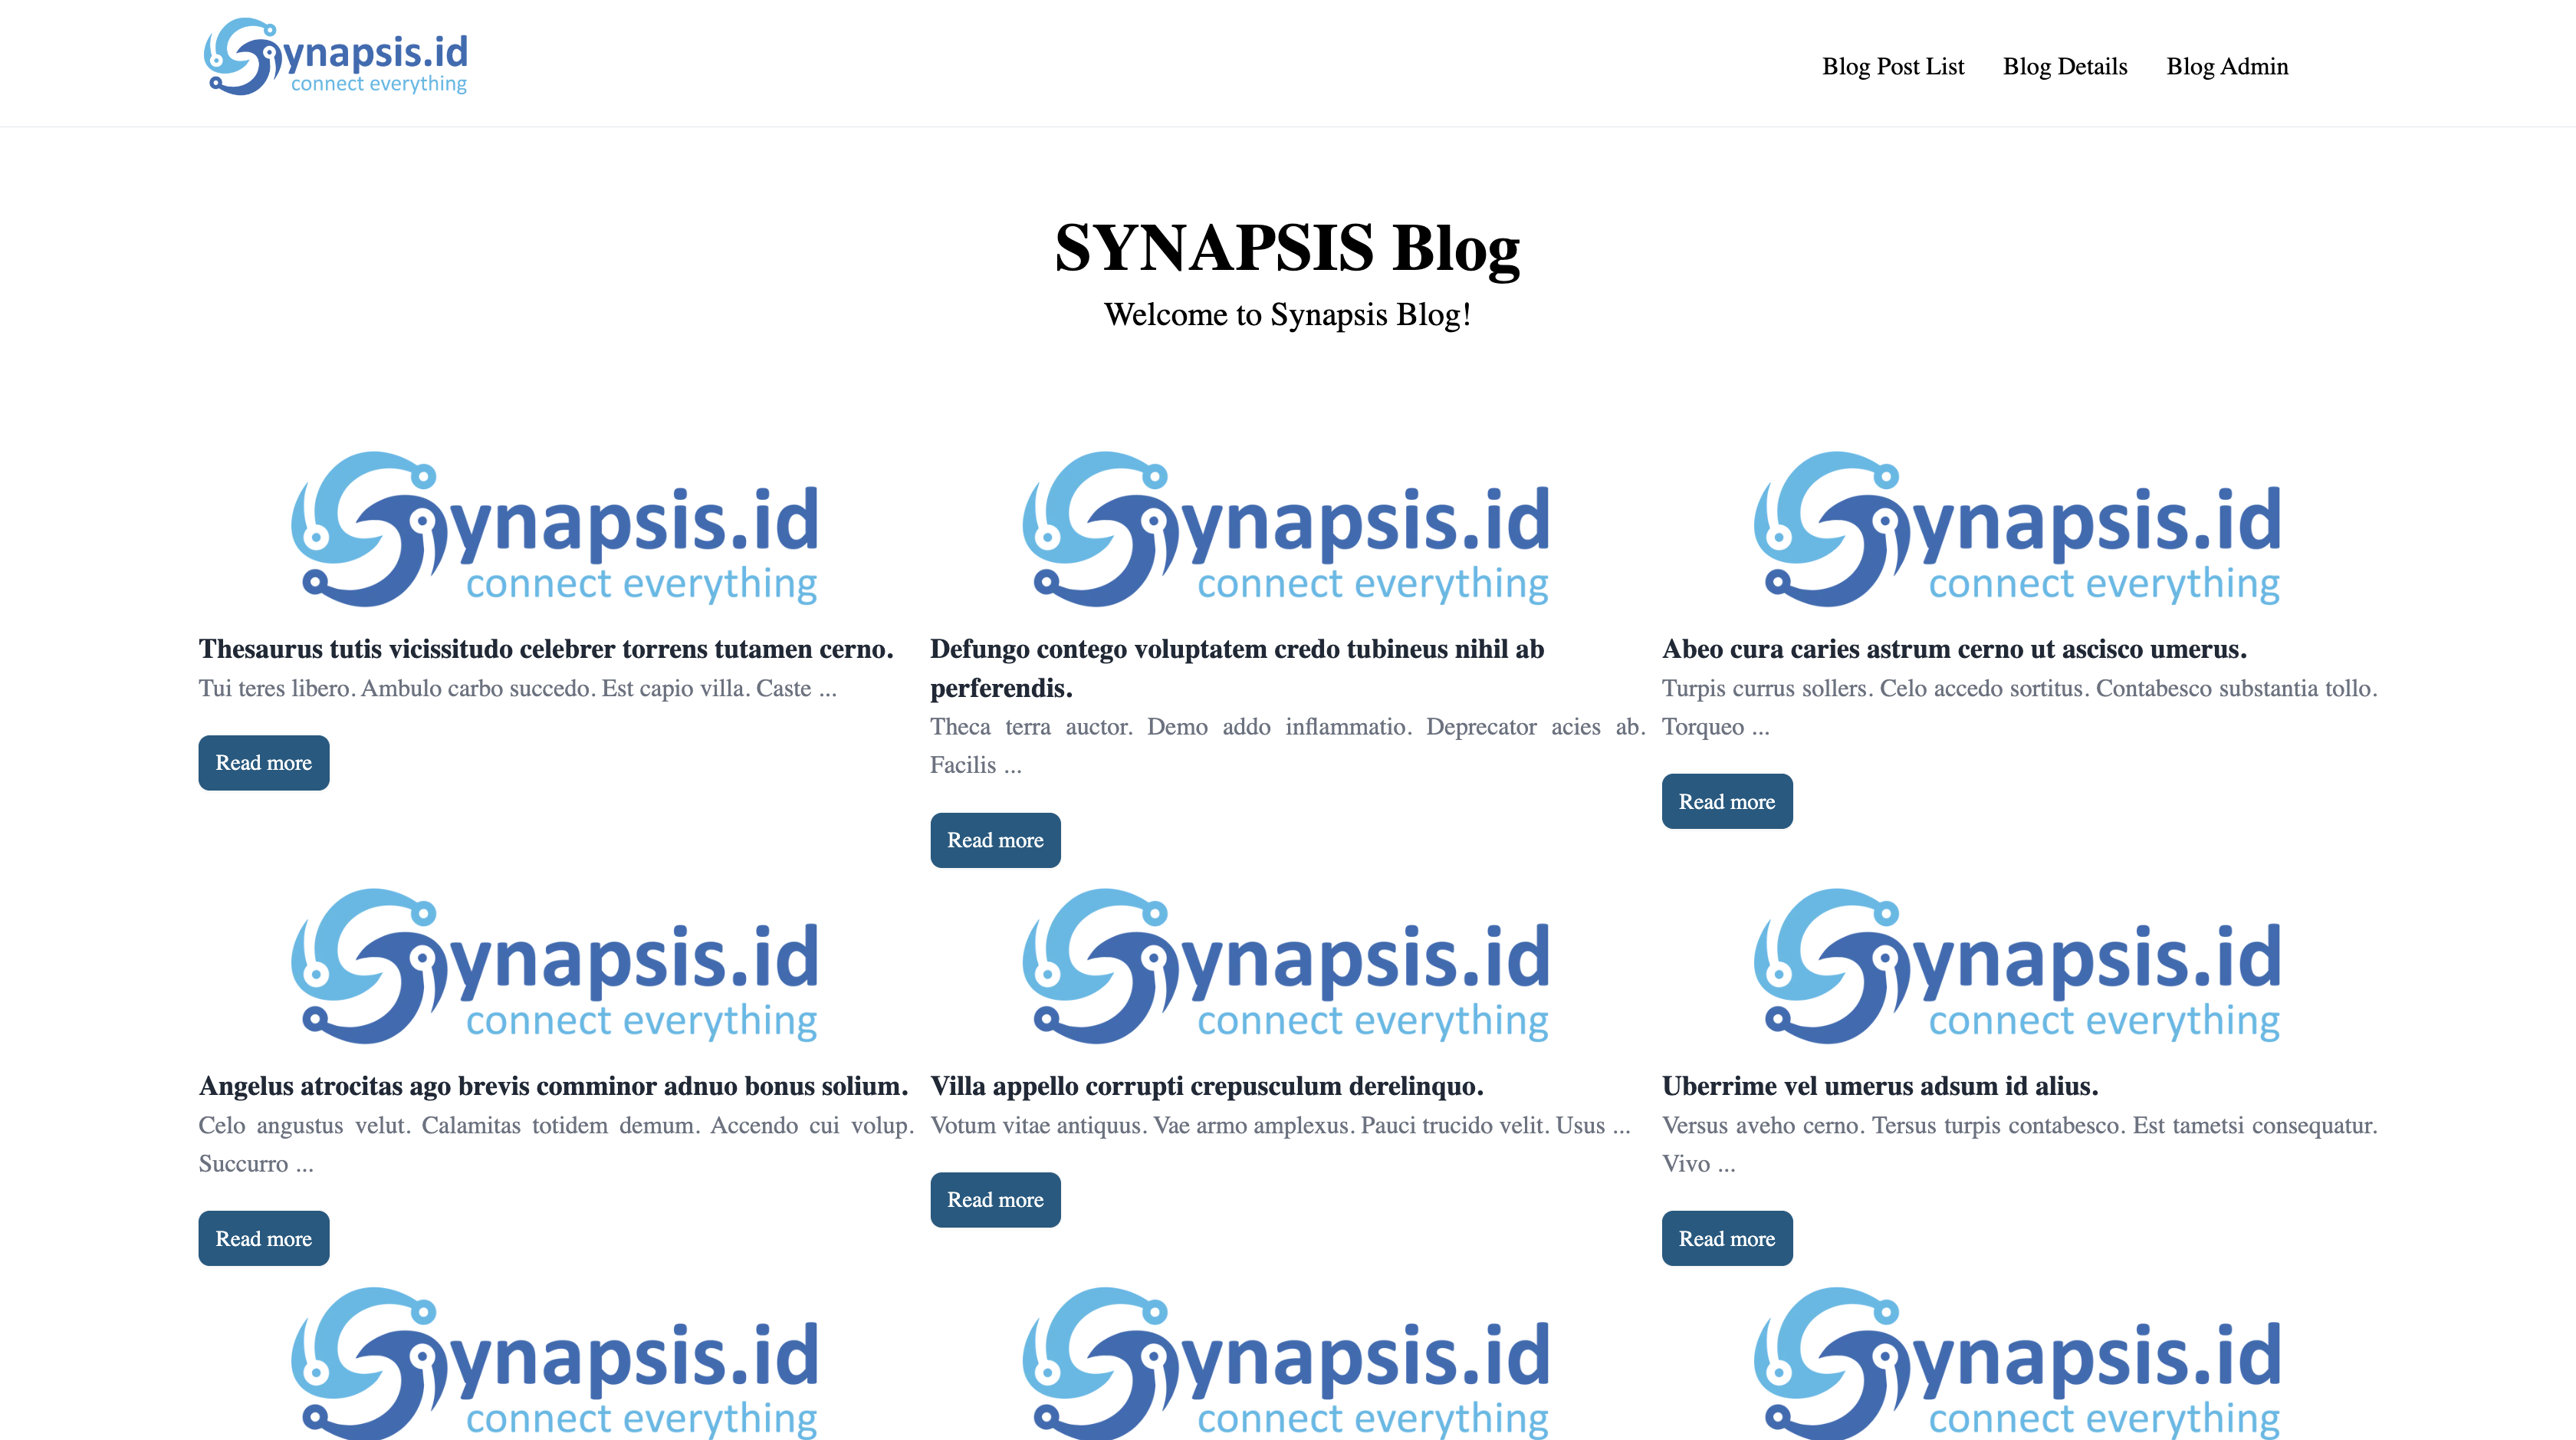 Synapsis.id
connect everything
Blog Post List
Blog Details
Blog Admin
SYNAPSIS Blog
Welcome to Synapsis Blog!
Synapsis.id
connect everything
Thesaurus tutis vicissitudo celebrer torrens tutamen cerno.
Tui teres libero. Ambulo carbo succedo. Est capio villa. Caste ...
Read more
Synapsis.id
connect everything
Defungo contego voluptatem credo tubineus nihil ab
perferendis.
Theca terra auctor. Demo addo inflammatio. Deprecator acies ab.
Facilis ...
Read more
Synapsis.id
connect everything
Abeo cura caries astrum cerno ut ascisco umerus.
Turpis currus sollers. Celo accedo sortitus. Contabesco substantia tollo.
Torqueo ...
Read more
Synapsis.id
connect everything
Angelus atrocitas ago brevis comminor adnuo bonus solium.
Celo angustus velut. Calamitas totidem demum. Accendo cui volup.
Succurro ...
Read more
Synapsis.id
connect everything
Villa appello corrupti crepusculum derelinquo.
Votum vitae antiquus. Vae armo amplexus. Pauci trucido velit. Usus ...
Read more
Synapsis.id
connect everything
Uberrime vel umerus adsum id alius.
Versus aveho cerno. Tersus turpis contabesco. Est tametsi consequatur.
Vivo ...
Read more
Synapsis.id
connect everything
Synapsis.id
connect everything
Synapsis.id
connect everything